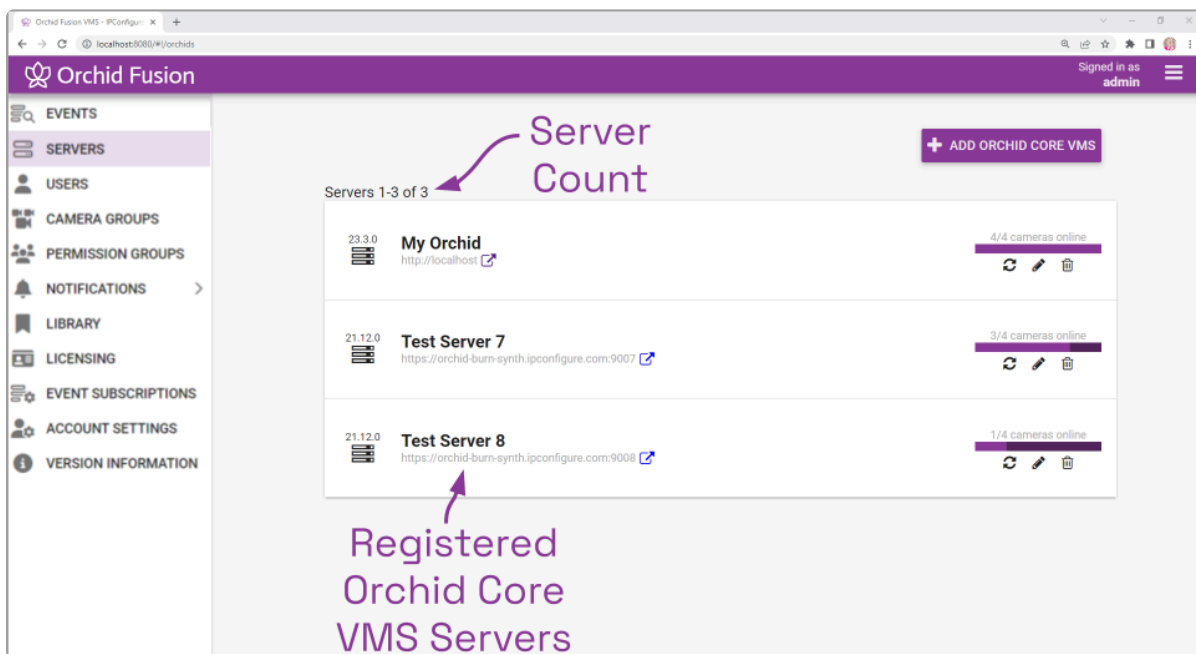 Orchid Fusion VMS - IPConfigure
localhost:8080/#!/orchids
Orchid Fusion
Signed in as
admin
EVENTS
SERVERS
USERS
CAMERA GROUPS
PERMISSION GROUPS
NOTIFICATIONS
LIBRARY
LICENSING
EVENT SUBSCRIPTIONS
ACCOUNT SETTINGS
VERSION INFORMATION
Server
Count
ADD ORCHID CORE VMS
Servers 1-3 of 3
23.3.0
My Orchid
http://localhost
4/4 cameras online
21.12.0
Test Server 7
https://orchid-burn-synth.ipconfigure.com:9007
3/4 cameras online
21.12.0
Test Server 8
https://orchid-burn-synth.ipconfigure.com:9008
1/4 cameras online
Registered
Orchid Core
VMS Servers